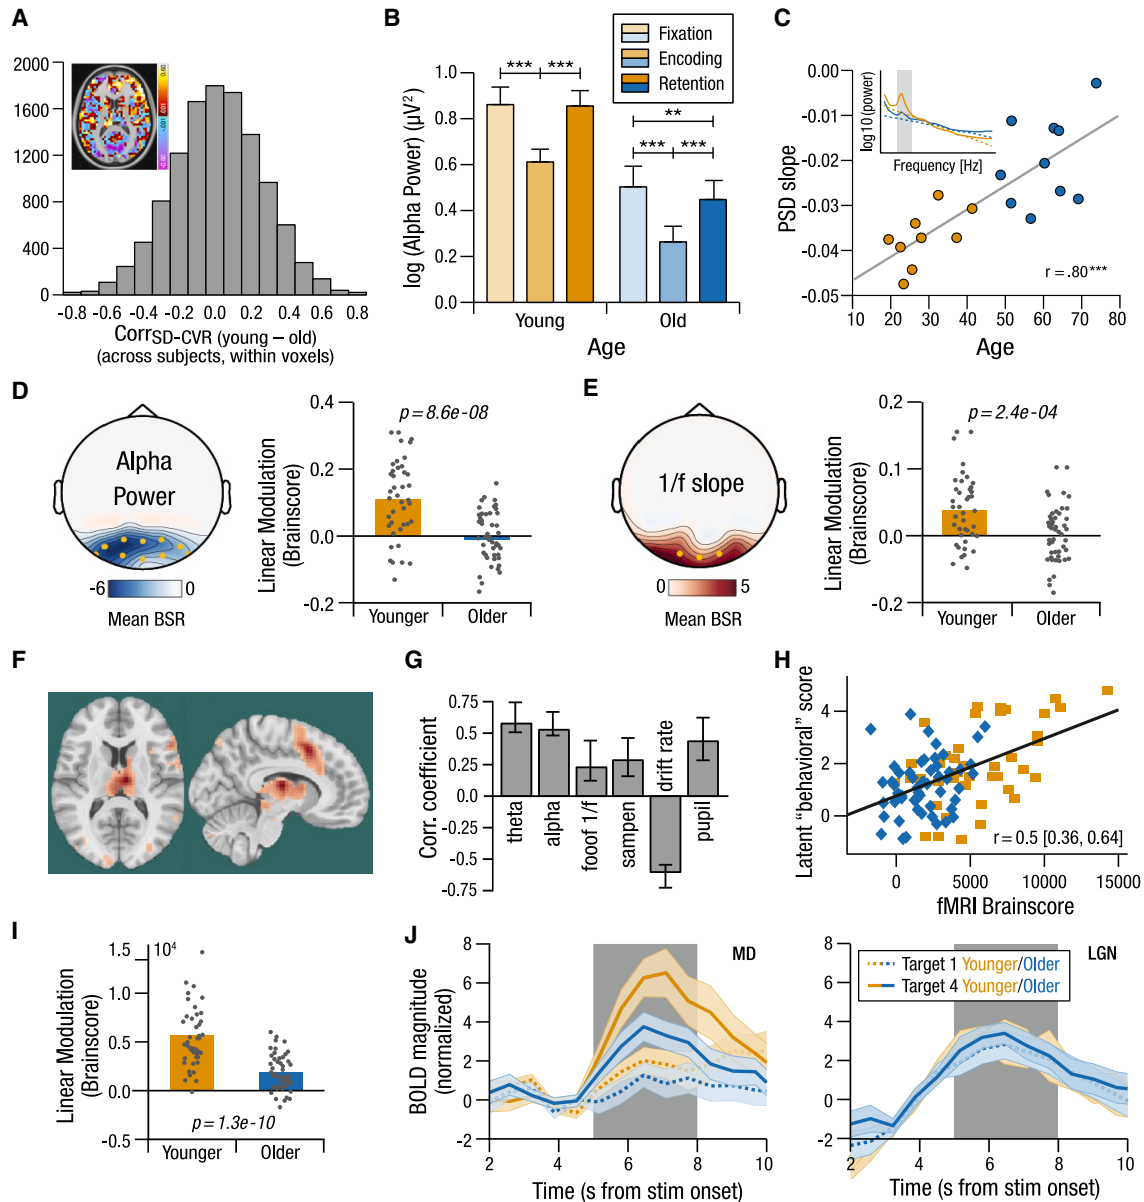 A
2000
1600
1200
800
400
0
-0.8 -0.6 -0.4 -0.2 0.0 0.2 0.4 0.6 0.8
CorrSD-CVR (young – old)
(across subjects, within voxels)
0.60
.001
-.001
-0.60
B
Fixation
Encoding
Retention
log (Alpha Power) (µV²)
1.0
0.8
0.6
0.4
0.2
0.0
*** ***
**
*** ***
Young Old
Age
C
PSD slope
0.00
-0.01
-0.02
-0.03
-0.04
-0.05
log10(power)
Frequency [Hz]
r = .80***
10 20 30 40 50 60 70 80
Age
D
Alpha
Power
-6 0
Mean BSR
Linear Modulation
(Brainscore)
0.4
0.2
0.0
-0.2
p = 8.6e-08
Younger Older
E
1/f slope
0 5
Mean BSR
Linear Modulation
(Brainscore)
0.2
0.1
0.0
-0.2
p = 2.4e-04
Younger Older
F
G
Corr. coefficient
0.75
0.50
0.25
0.00
-0.25
-0.5
-0.75
theta
alpha
fooof 1/f
sampen
drift rate
pupil
H
Latent “behavioral” score
4
2
0
r = 0.5 [0.36, 0.64]
0 5000 10000 15000
fMRI Brainscore
I
Linear Modulation
(Brainscore)
1.5
10⁴
1.0
0.5
0.0
-0.5
p = 1.3e-10
Younger Older
J
BOLD magnitude
(normalized)
8
6
4
2
0
-2
MD
2 4 6 8 10
Time (s from stim onset)
8
6
4
2
0
-2
LGN
Target 1 Younger/Older
Target 4 Younger/Older
2 4 6 8 10
Time (s from stim onset)